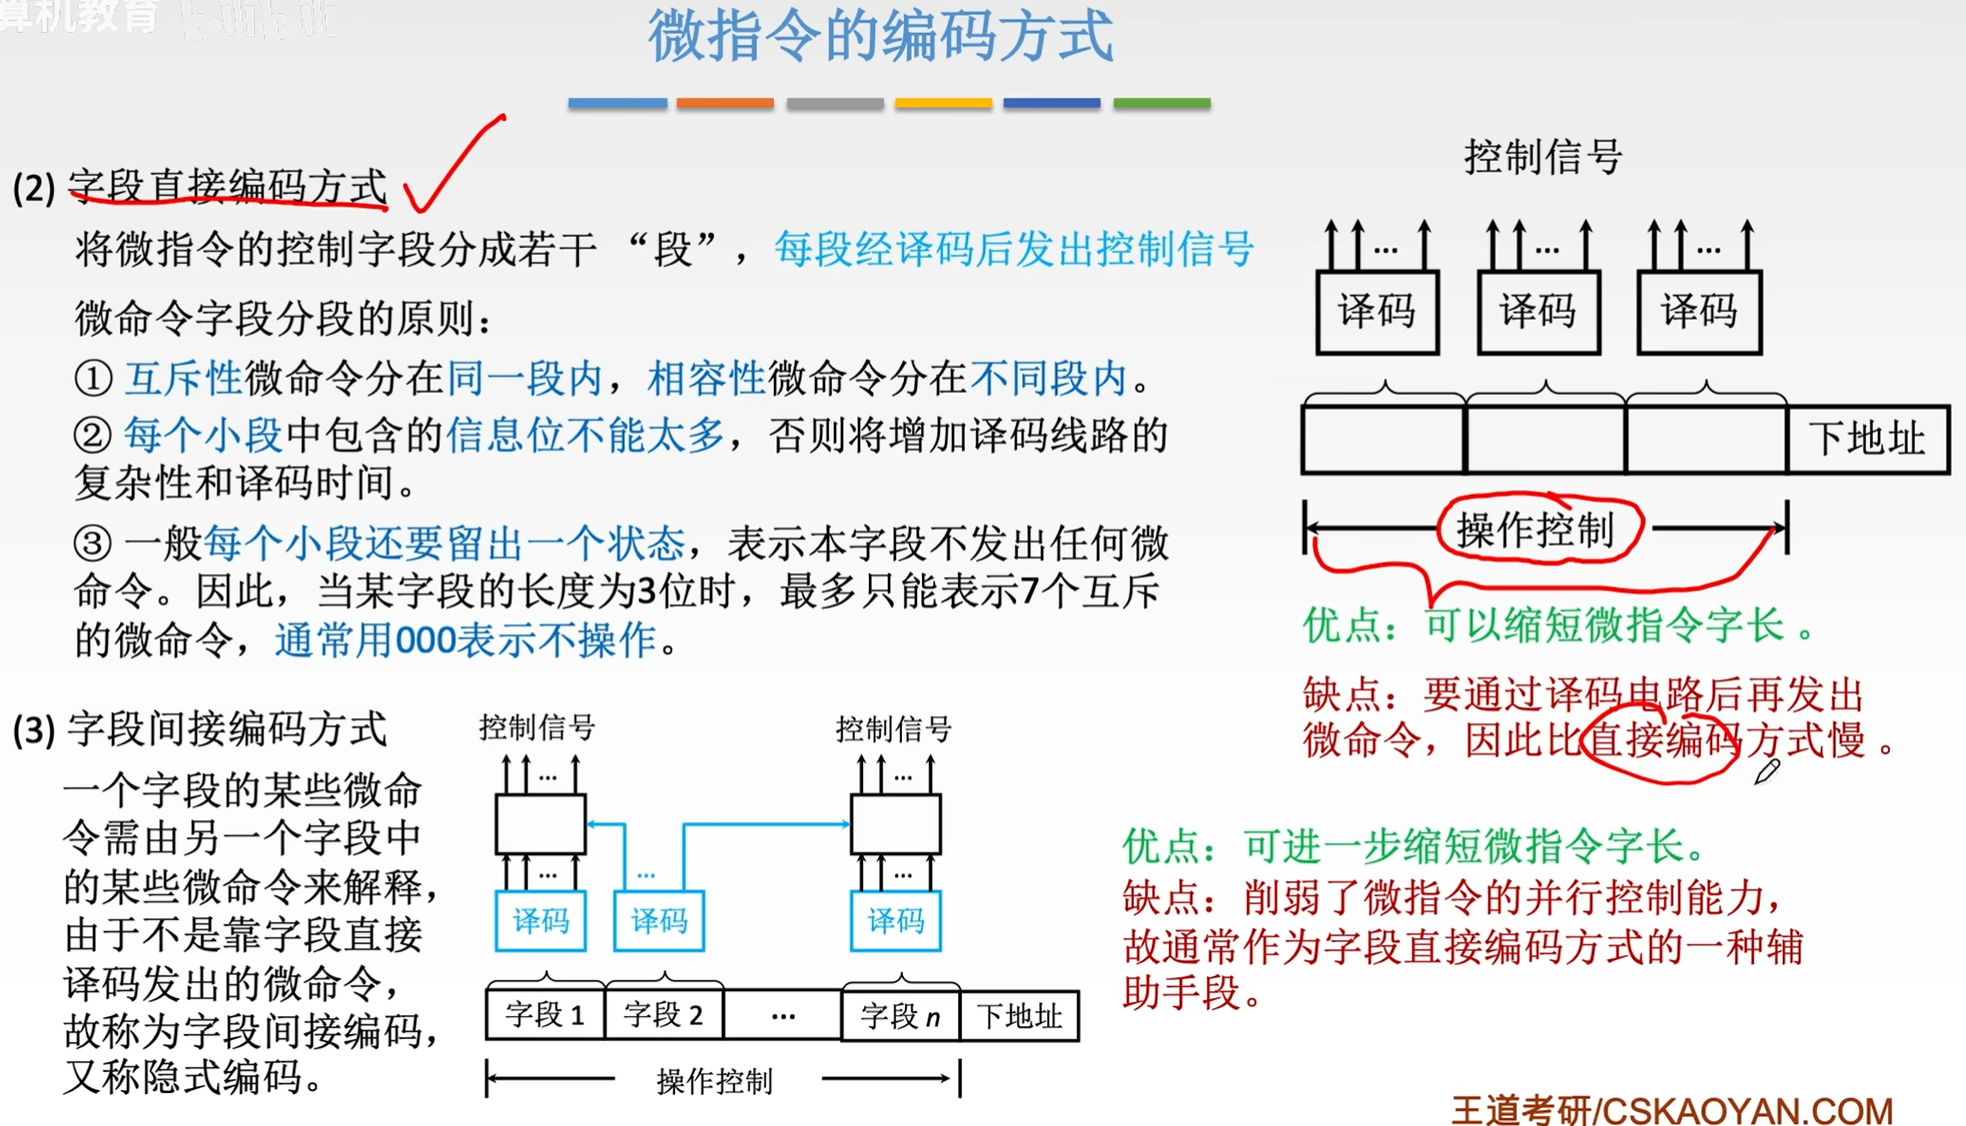 算机教育
bilibili
微指令的编码方式
(2) 字段直接编码方式
将微指令的控制字段分成若干 “段”，每段经译码后发出控制信号
微命令字段分段的原则：
① 互斥性微命令分在同一段内，相容性微命令分在不同段内。
② 每个小段中包含的信息位不能太多，否则将增加译码线路的
复杂性和译码时间。
③ 一般每个小段还要留出一个状态，表示本字段不发出任何微
命令。因此，当某字段的长度为3位时，最多只能表示7个互斥
的微命令，通常用000表示不操作。
控制信号
... ... ...
译码 译码 译码
下地址
操作控制
优点：可以缩短微指令字长 。
缺点：要通过译码电路后再发出
微命令，因此比直接编码方式慢 。
(3) 字段间接编码方式
一个字段的某些微命
令需由另一个字段中
的某些微命令来解释，
由于不是靠字段直接
译码发出的微命令，
故称为字段间接编码，
又称隐式编码。
控制信号 控制信号
... ...
... ... ...
译码 译码 译码
字段 1 字段 2 ... 字段 n 下地址
操作控制
优点：可进一步缩短微指令字长。
缺点：削弱了微指令的并行控制能力，
故通常作为字段直接编码方式的一种辅
助手段。
王道考研/CSKAOYAN.COM